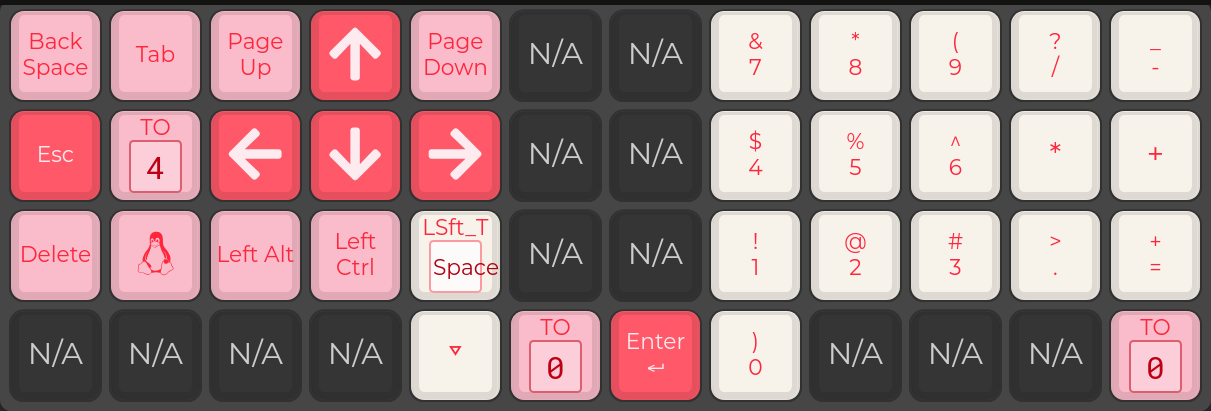 Back
Space
Tab
Page
Up
Page
Down
N/A
N/A
&
7
*
8
(
9
?
/
_
-
Esc
TO
4
N/A
N/A
$
4
%
5
^
6
*
+
Delete
Left Alt
Left
Ctrl
LSft_T
Space
N/A
N/A
!
1
@
2
#
3
>
.
+
=
N/A
N/A
N/A
N/A
TO
0
Enter
)
0
N/A
N/A
N/A
TO
0